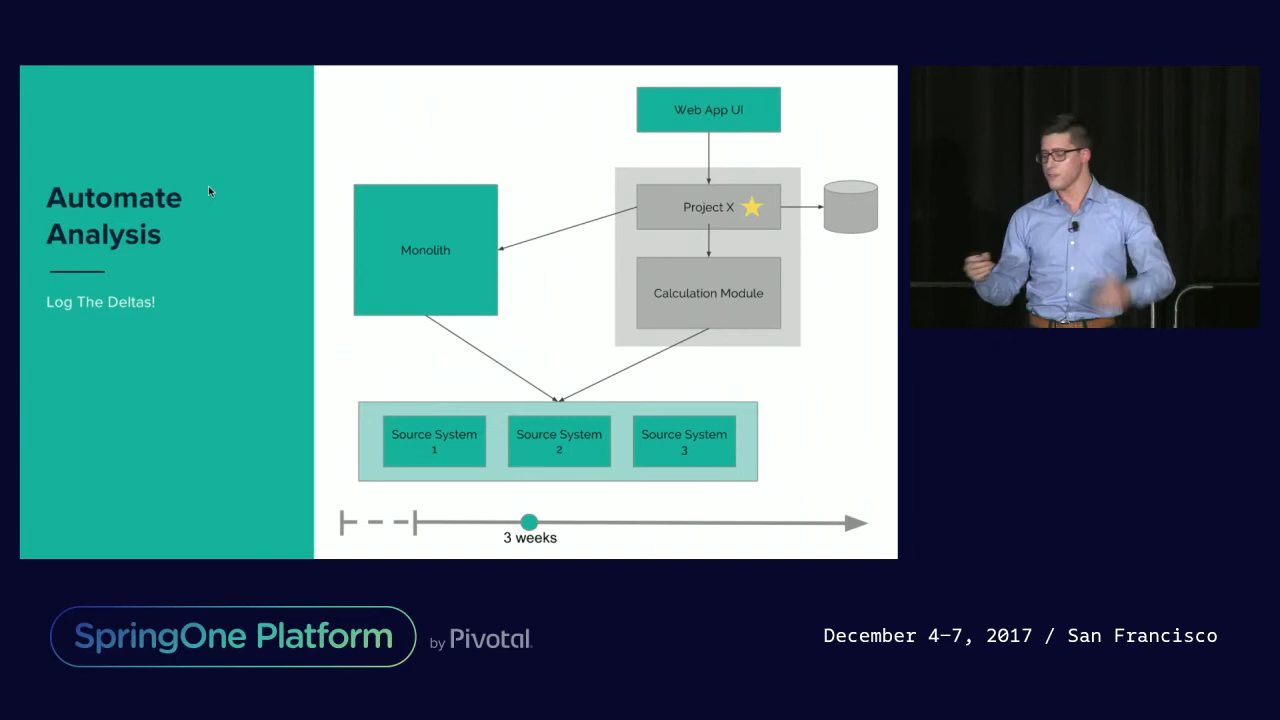 Automate
Analysis
Log The Deltas!
Web App UI
Project X
Monolith
Calculation Module
Source System
1
Source System
2
Source System
3
3 weeks
SpringOne Platform
by Pivotal.
December 4–7, 2017 / San Francisco